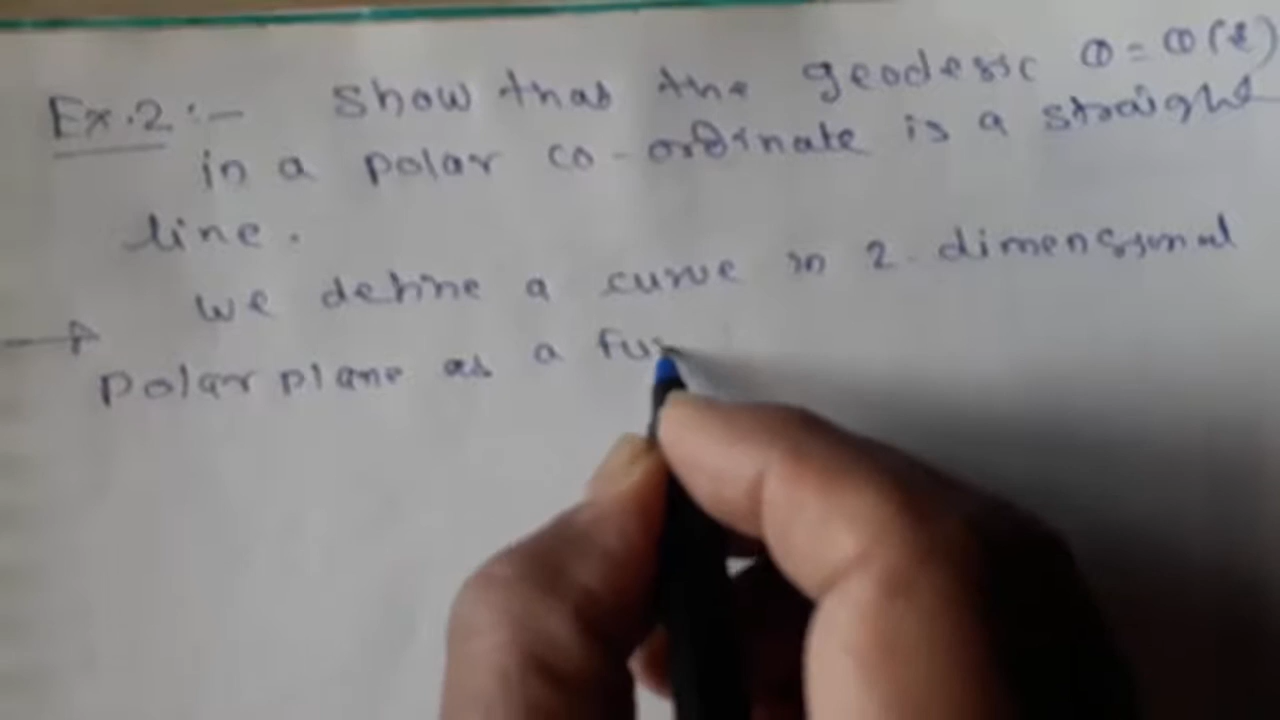 Ex.2:- Show that the geodesic θ = θ(r)
in a polar co-ordinate is a straight
line.
→ we define a curve in 2-dimensional
polar plane as a fun